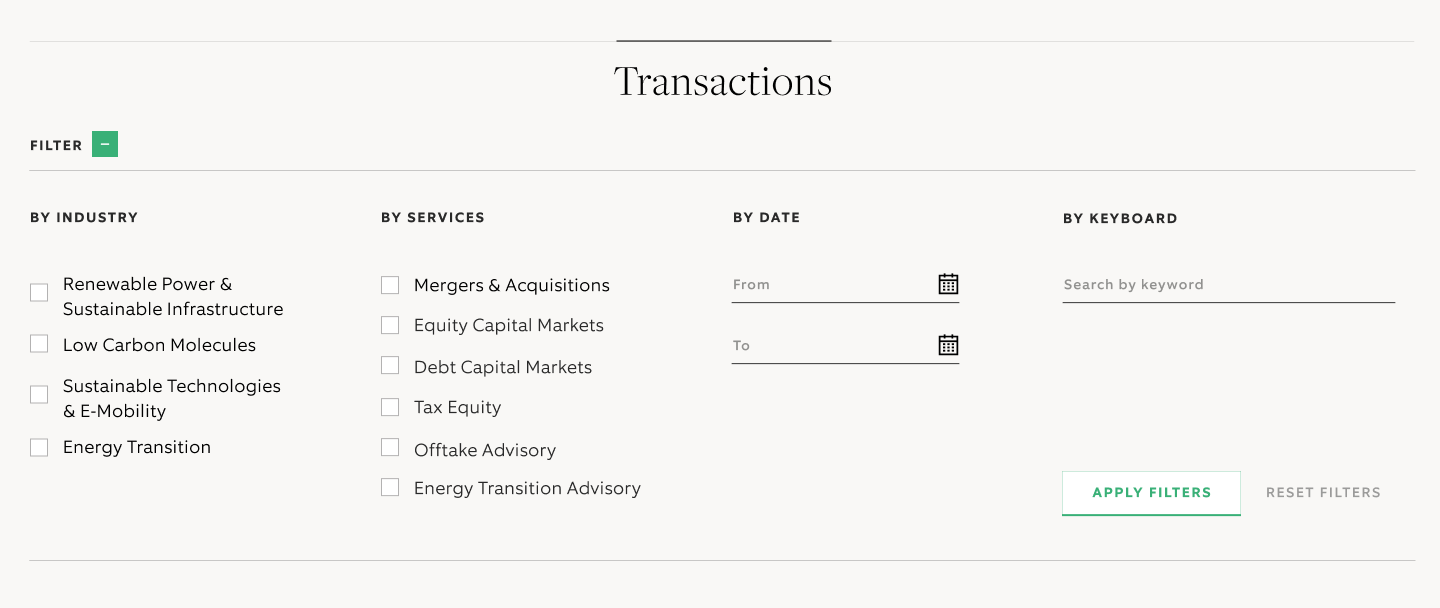 Transactions
FILTER
BY INDUSTRY
Renewable Power &
Sustainable Infrastructure
Low Carbon Molecules
Sustainable Technologies
& E-Mobility
Energy Transition
BY SERVICES
Mergers & Acquisitions
Equity Capital Markets
Debt Capital Markets
Tax Equity
Offtake Advisory
Energy Transition Advisory
BY DATE
From
To
BY KEYBOARD
Search by keyword
APPLY FILTERS
RESET FILTERS